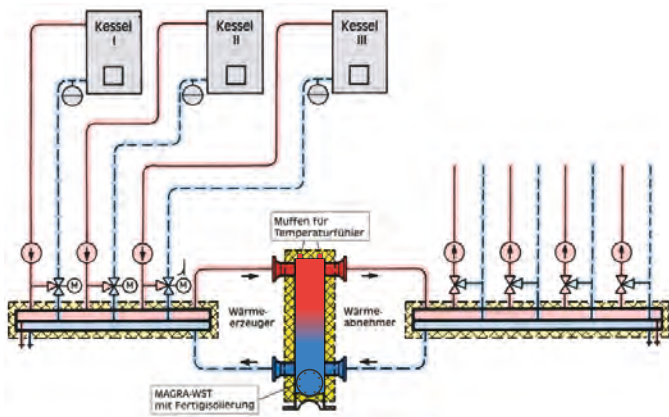 Kessel
I
Kessel
II
Kessel
III
Muffen für
Temperaturfühler
M
M
M
Wärme-
erzeuger
Wärme-
abnehmer
MAGRA-WST
mit Fertigisolierung